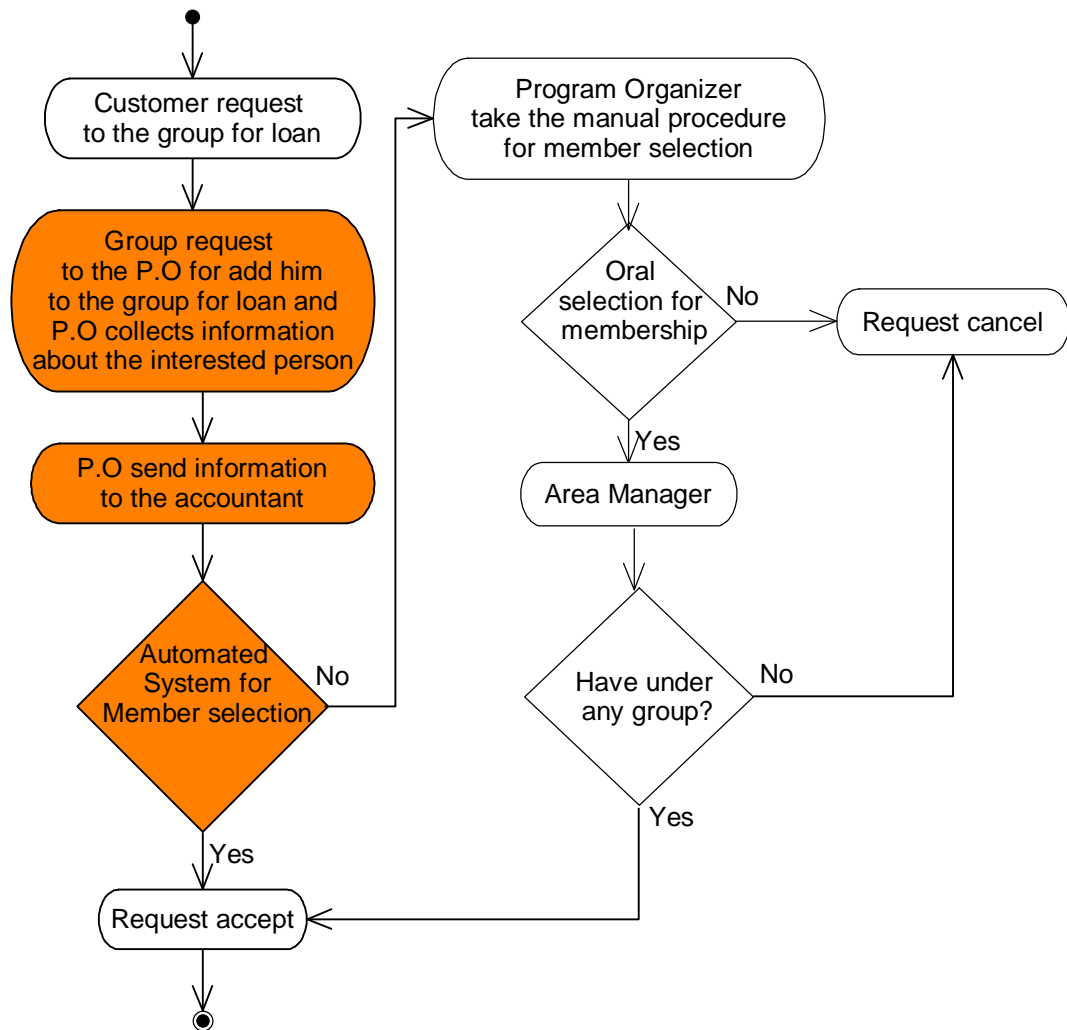 Customer request
to the group for loan
Group request
to the P.O for add him
to the group for loan and
P.O collects information
about the interested person
P.O send information
to the accountant
Automated
System for
Member selection
No
Yes
Request accept
Program Organizer
take the manual procedure
for member selection
Oral
selection for
membership
No
Request cancel
Yes
Area Manager
Have under
any group?
No
Yes